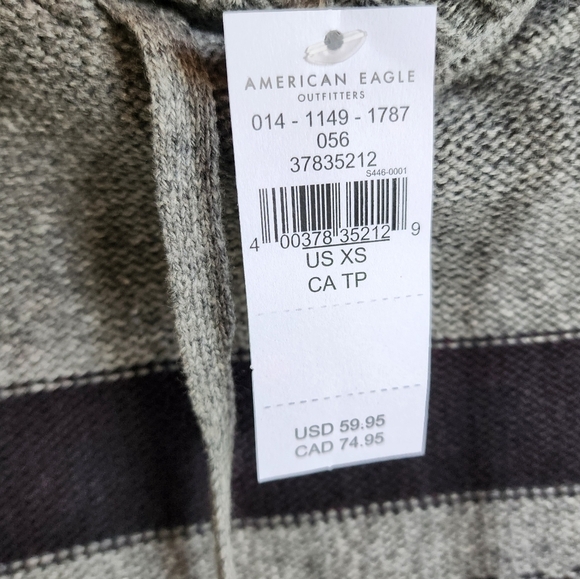 AMERICAN EAGLE
OUTFITTERS
014 - 1149 - 1787
056
37835212
S446-0001
4 00378 35212 9
US XS
CA TP
USD 59.95
CAD 74.95